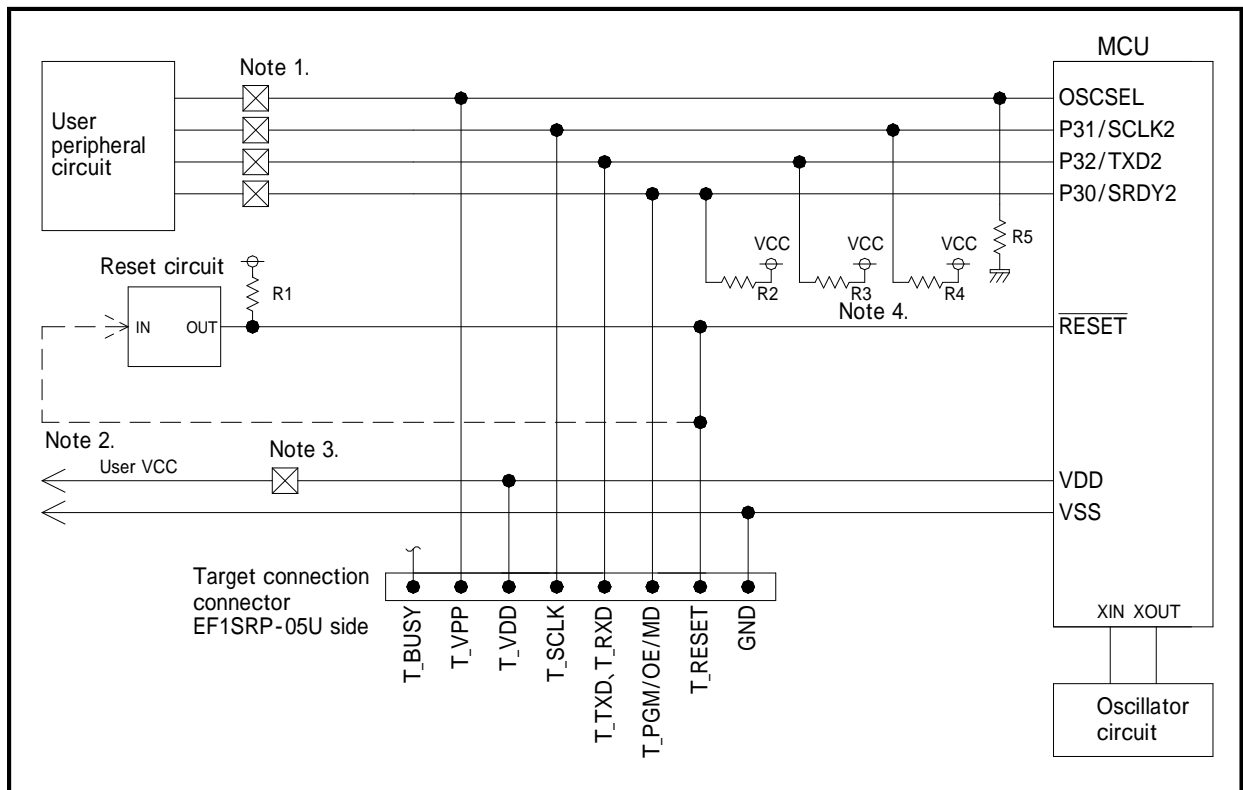 MCU
Note 1.
User
peripheral
circuit
OSCSEL
P31/SCLK2
P32/TXD2
P30/SRDY2
R5
VCC
VCC
VCC
R2
R3
R4
Note 4.
Reset circuit
R1
IN
OUT
RESET
Note 2.
User VCC
Note 3.
VDD
VSS
Target connection
connector
EF1SRP-05U side
T_BUSY
T_VPP
T_VDD
T_SCLK
T_TXD、T_RXD
T_PGM/OE/MD
T_RESET
GND
XIN XOUT
Oscillator
circuit